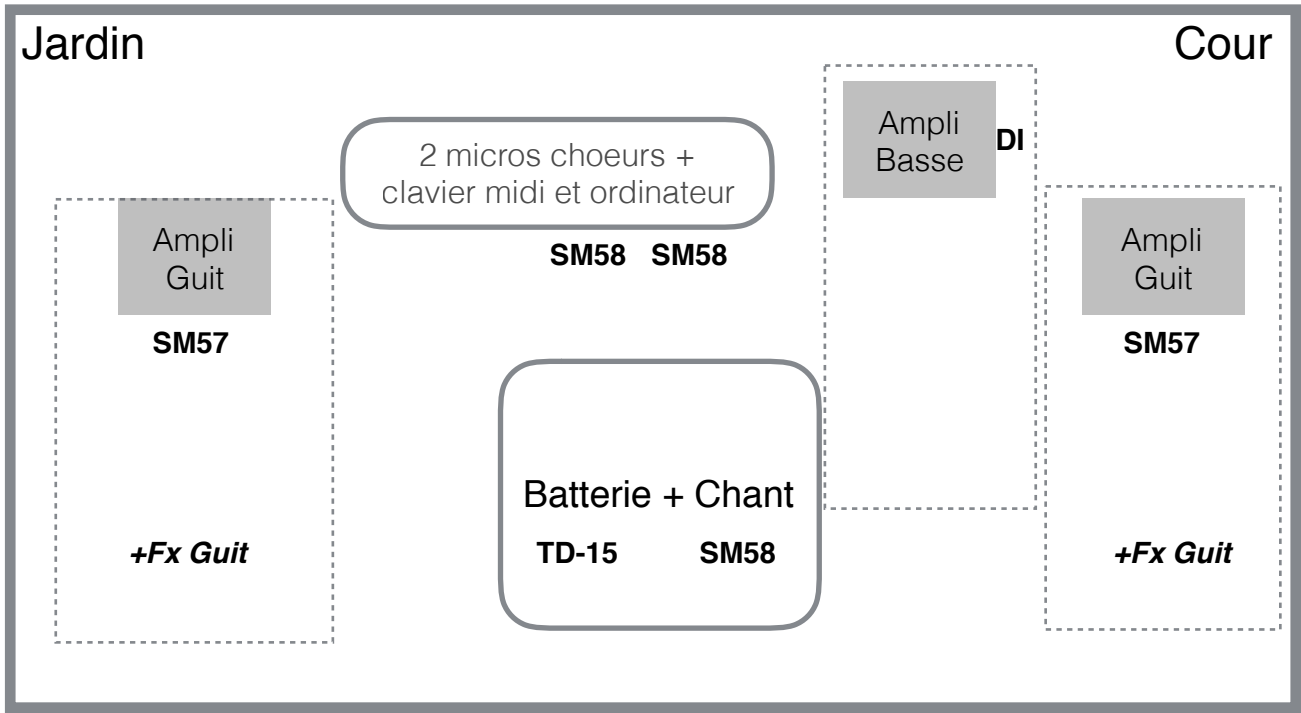 Jardin
Cour
2 micros choeurs +
clavier midi et ordinateur
SM58 SM58
Ampli
Basse
DI
Ampli
Guit
SM57
Ampli
Guit
SM57
Batterie + Chant
TD-15 SM58
+Fx Guit
+Fx Guit